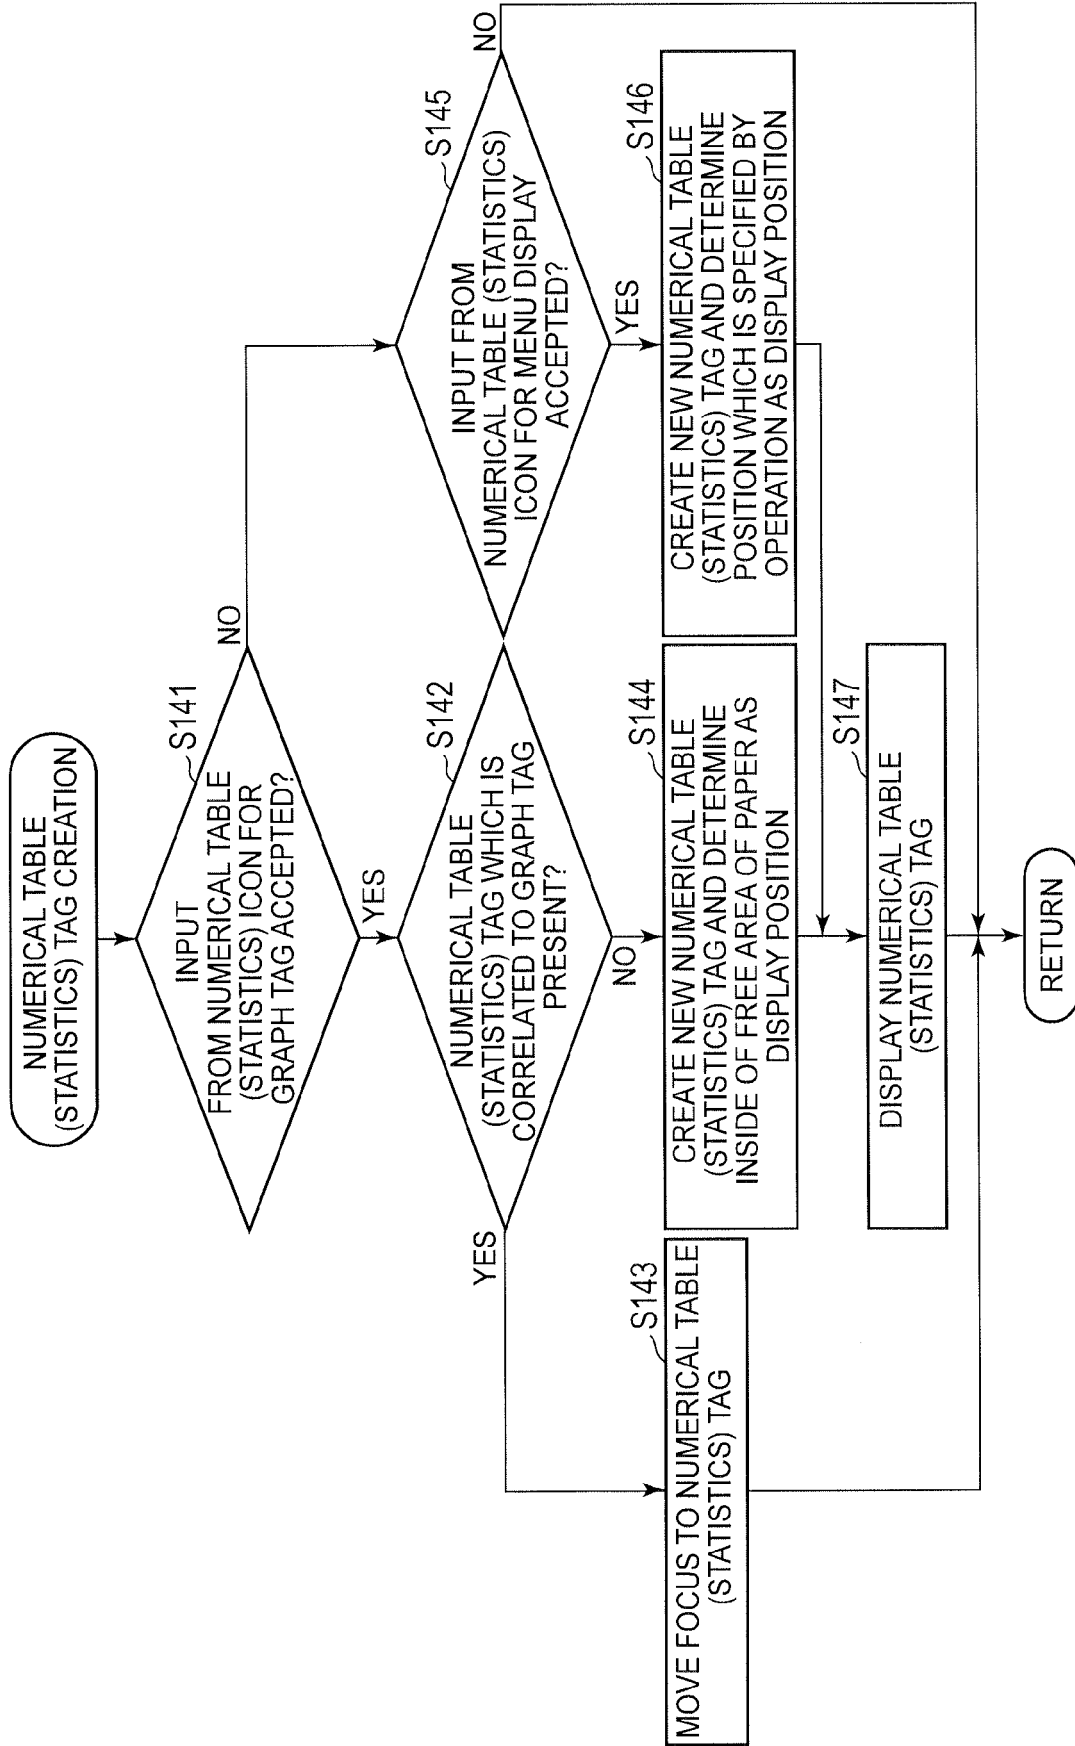 NUMERICAL TABLE
(STATISTICS) TAG CREATION
S141
INPUT
FROM NUMERICAL TABLE
(STATISTICS) ICON FOR
GRAPH TAG ACCEPTED?
NO
YES
S142
NUMERICAL TABLE
(STATISTICS) TAG WHICH IS
CORRELATED TO GRAPH TAG
PRESENT?
YES
NO
S145
INPUT FROM
NUMERICAL TABLE (STATISTICS)
ICON FOR MENU DISPLAY
ACCEPTED?
NO
YES
S143
MOVE FOCUS TO NUMERICAL TABLE
(STATISTICS) TAG
S144
CREATE NEW NUMERICAL TABLE
(STATISTICS) TAG AND DETERMINE
INSIDE OF FREE AREA OF PAPER AS
DISPLAY POSITION
S146
CREATE NEW NUMERICAL TABLE
(STATISTICS) TAG AND DETERMINE
POSITION WHICH IS SPECIFIED BY
OPERATION AS DISPLAY POSITION
S147
DISPLAY NUMERICAL TABLE
(STATISTICS) TAG
RETURN